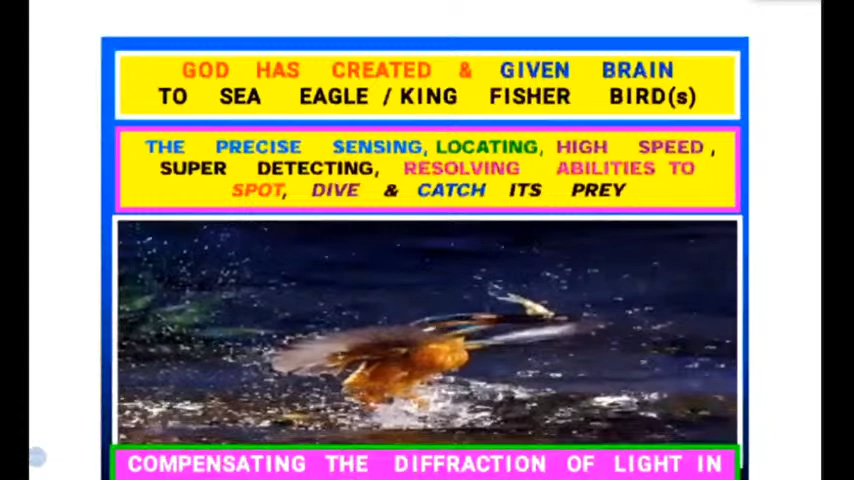 GOD HAS CREATED & GIVEN BRAIN
TO SEA EAGLE / KING FISHER BIRD(s)
THE PRECISE SENSING, LOCATING, HIGH SPEED ,
SUPER DETECTING, RESOLVING ABILITIES TO
SPOT, DIVE & CATCH ITS PREY
COMPENSATING THE DIFFRACTION OF LIGHT IN